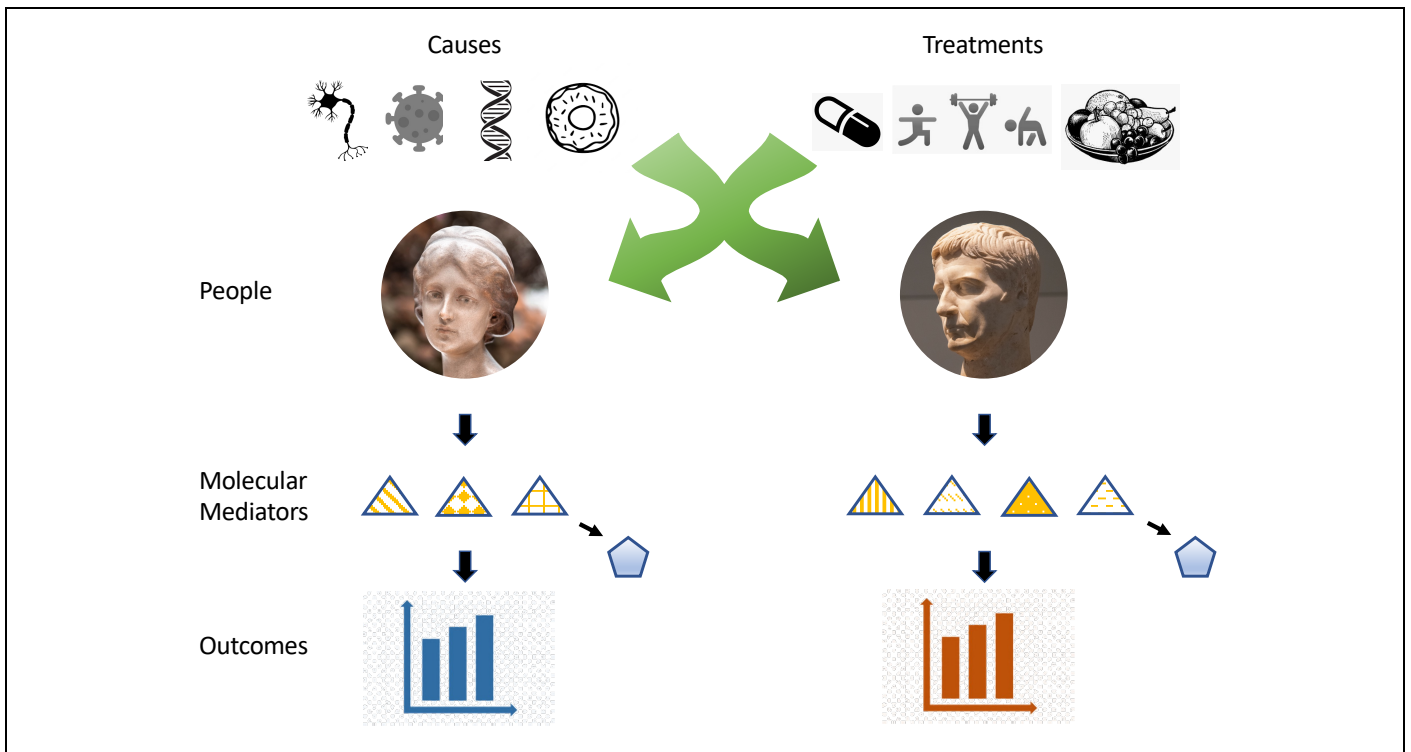 Causes
Treatments
People
Molecular
Mediators
Outcomes